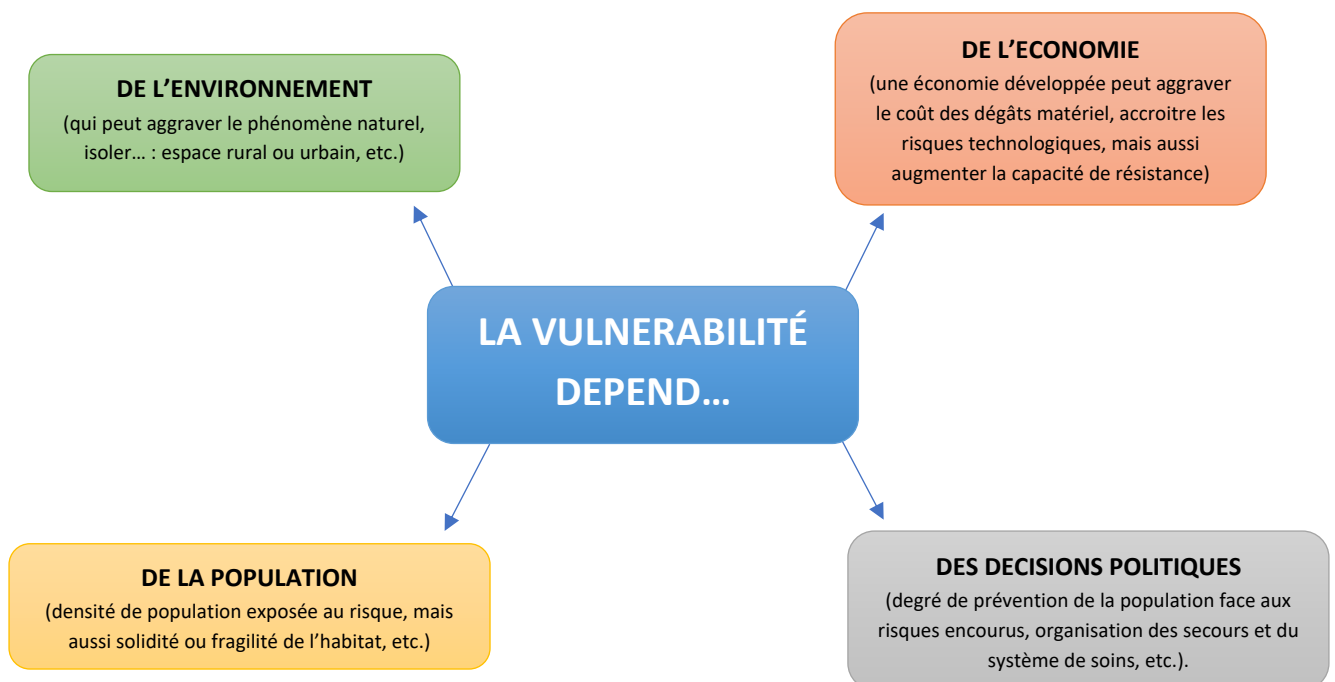 DE L'ENVIRONNEMENT
(qui peut aggraver le phénomène naturel,
isoler… : espace rural ou urbain, etc.)
DE L'ECONOMIE
(une économie développée peut aggraver
le coût des dégâts matériel, accroitre les
risques technologiques, mais aussi
augmenter la capacité de résistance)
LA VULNERABILITÉ
DEPEND…
DE LA POPULATION
(densité de population exposée au risque, mais
aussi solidité ou fragilité de l'habitat, etc.)
DES DECISIONS POLITIQUES
(degré de prévention de la population face aux
risques encourus, organisation des secours et du
système de soins, etc.).